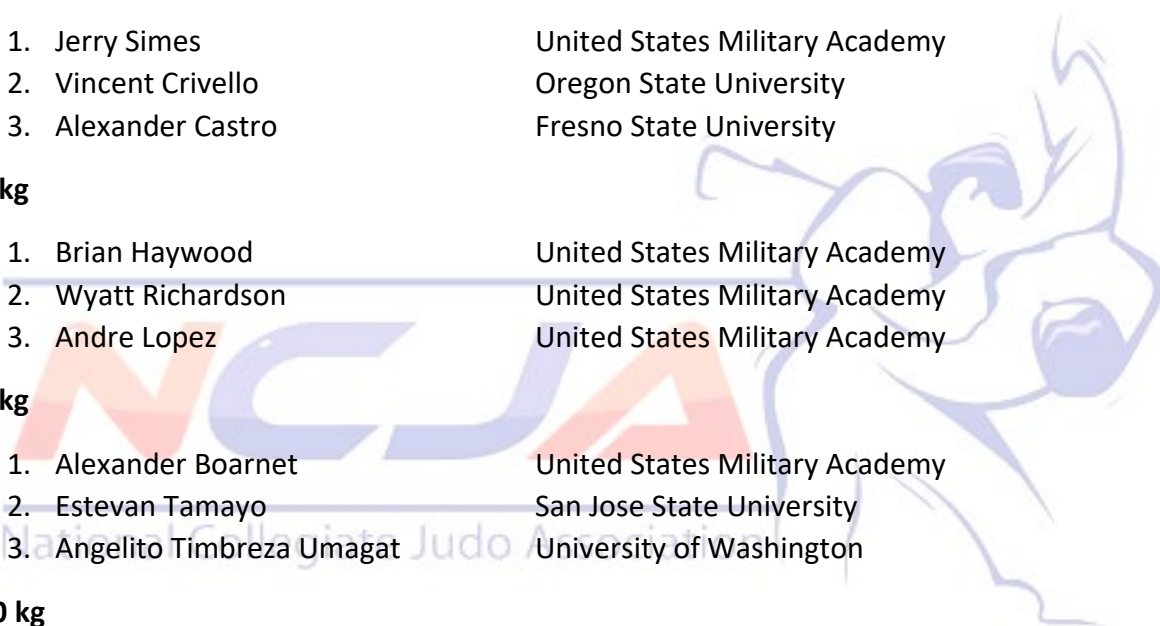 1. Jerry Simes United States Military Academy
2. Vincent Crivello Oregon State University
3. Alexander Castro Fresno State University
kg
1. Brian Haywood United States Military Academy
2. Wyatt Richardson United States Military Academy
3. Andre Lopez United States Military Academy
NCJA
kg
1. Alexander Boarnet United States Military Academy
2. Estevan Tamayo San Jose State University
3. Angelito Timbreza Umagat University of Washington
National Collegiate Judo Association
0 kg